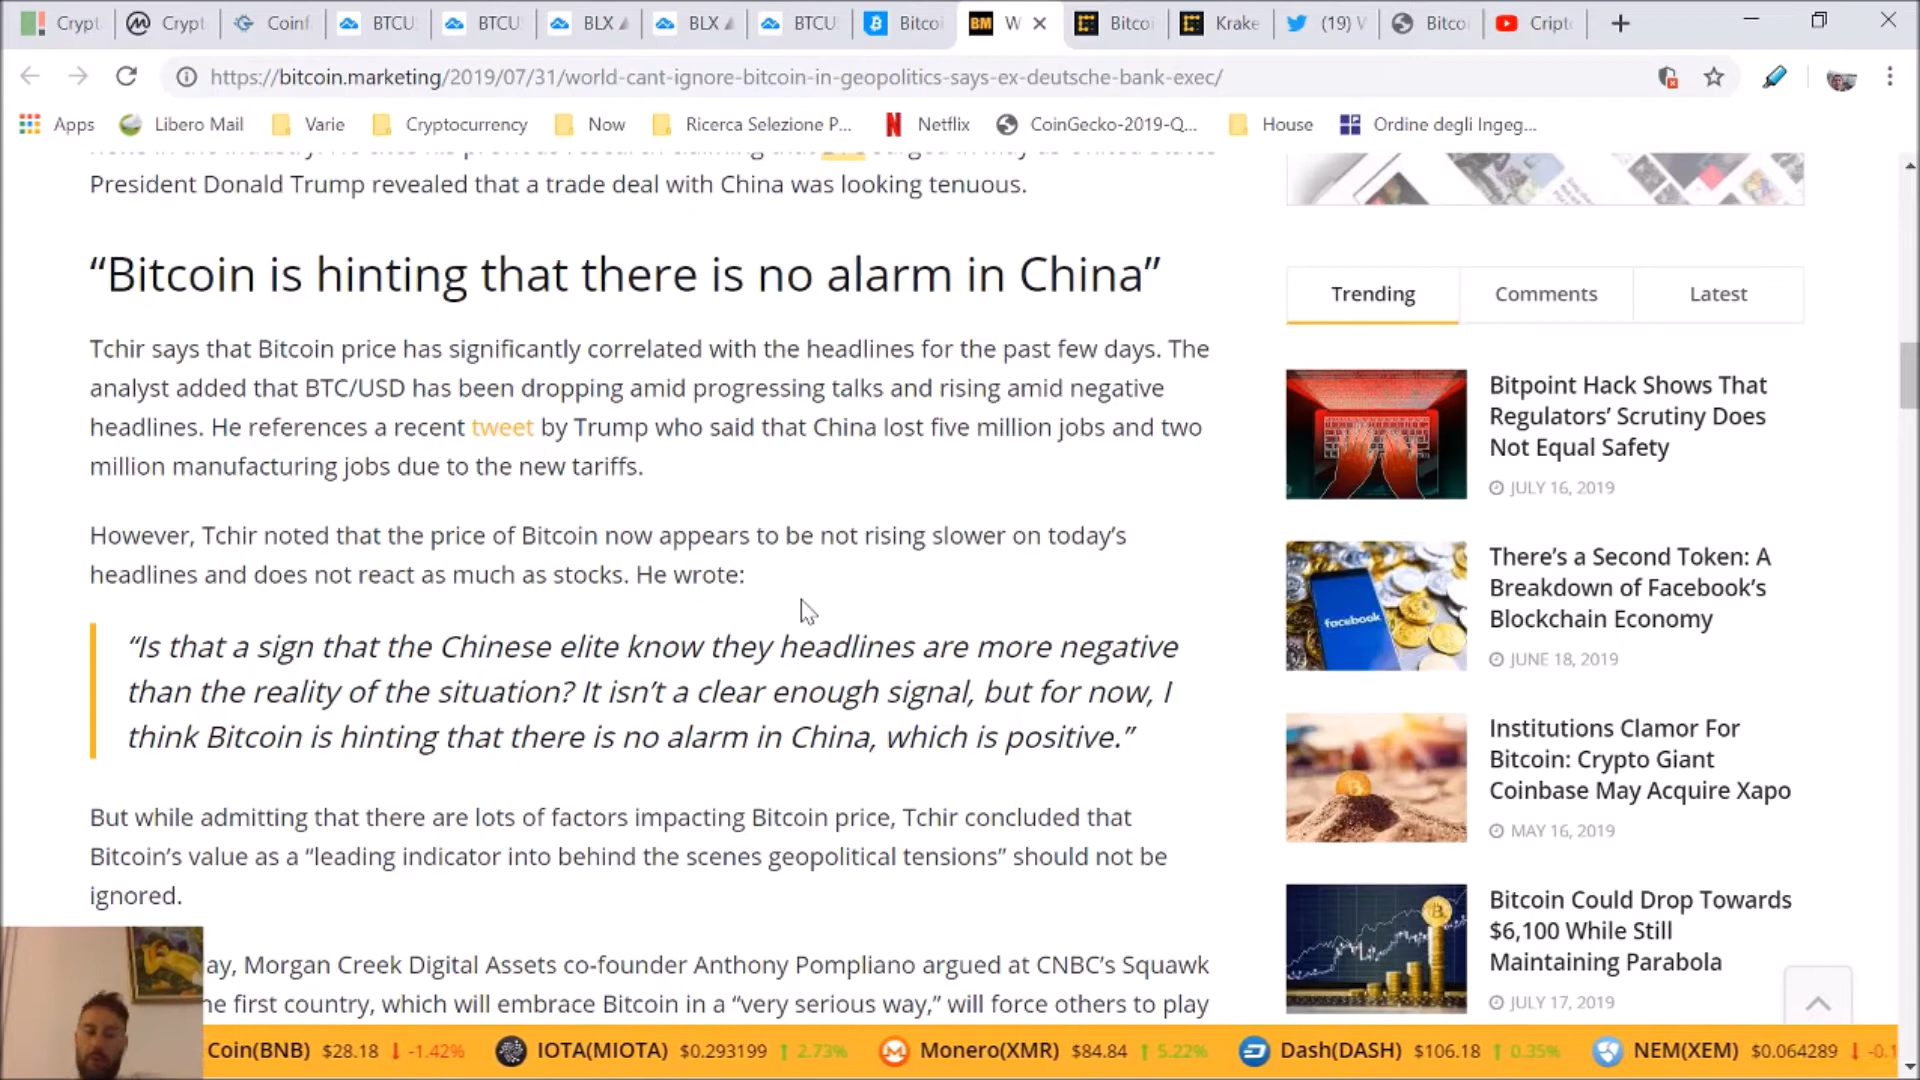 Crypt
Crypt
Coinf
BTCU
BTCU
BLX
BLX
BTCU
Bitcoi
BM W
Bitcoi
Krake
(19) V
Bitco
Cripto
https://bitcoin.marketing/2019/07/31/world-cant-ignore-bitcoin-in-geopolitics-says-ex-deutsche-bank-exec/
Apps
Libero Mail
Varie
Cryptocurrency
Now
Ricerca Selezione P...
Netflix
CoinGecko-2019-Q...
House
Ordine degli Ingeg...
President Donald Trump revealed that a trade deal with China was looking tenuous.
“Bitcoin is hinting that there is no alarm in China”
Tchir says that Bitcoin price has significantly correlated with the headlines for the past few days. The
analyst added that BTC/USD has been dropping amid progressing talks and rising amid negative
headlines. He references a recent tweet by Trump who said that China lost five million jobs and two
million manufacturing jobs due to the new tariffs.
However, Tchir noted that the price of Bitcoin now appears to be not rising slower on today’s
headlines and does not react as much as stocks. He wrote:
“Is that a sign that the Chinese elite know they headlines are more negative
than the reality of the situation? It isn’t a clear enough signal, but for now, I
think Bitcoin is hinting that there is no alarm in China, which is positive.”
But while admitting that there are lots of factors impacting Bitcoin price, Tchir concluded that
Bitcoin’s value as a “leading indicator into behind the scenes geopolitical tensions” should not be
ignored.
ay, Morgan Creek Digital Assets co-founder Anthony Pompliano argued at CNBC’s Squawk
he first country, which will embrace Bitcoin in a “very serious way,” will force others to play
Trending
Comments
Latest
Bitpoint Hack Shows That
Regulators’ Scrutiny Does
Not Equal Safety
JULY 16, 2019
facebook
There’s a Second Token: A
Breakdown of Facebook’s
Blockchain Economy
JUNE 18, 2019
Institutions Clamor For
Bitcoin: Crypto Giant
Coinbase May Acquire Xapo
MAY 16, 2019
Bitcoin Could Drop Towards
$6,100 While Still
Maintaining Parabola
JULY 17, 2019
Coin(BNB) $28.18 -1.42%
IOTA(MIOTA) $0.293199 2.73%
Monero(XMR) $84.84 5.22%
Dash(DASH) $106.18 0.35%
NEM(XEM) $0.064289 -0.1